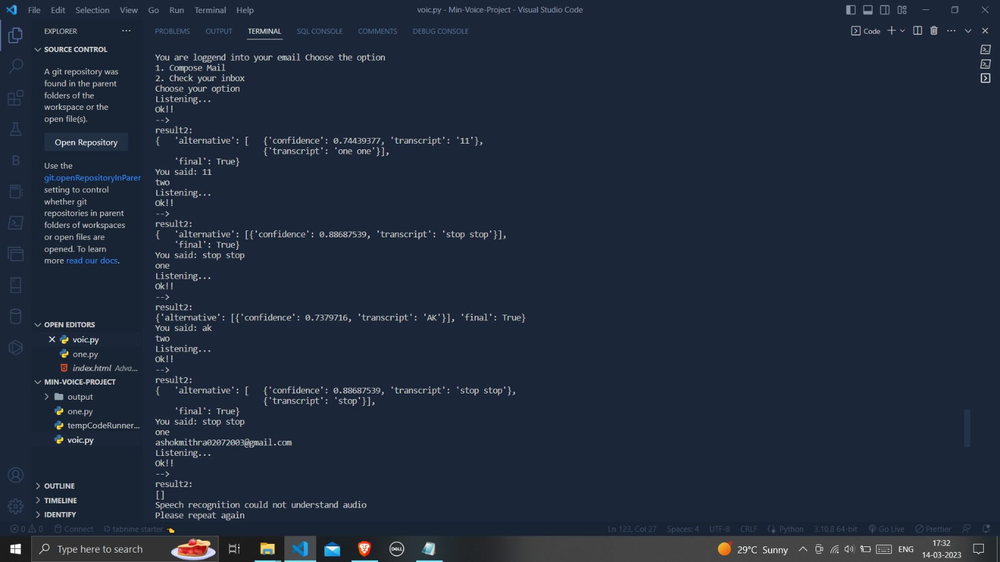 File Edit Selection View Go Run Terminal Help
voic.py - Min-Voice-Project - Visual Studio Code
EXPLORER
SOURCE CONTROL
A git repository was
found in the parent
folders of the
workspace or the
open file(s).
Open Repository
Use the
git.openRepositoryInParer
setting to control
whether git
repositories in parent
folders of workspaces
or open files are
opened. To learn
more read our docs.
OPEN EDITORS
voic.py
one.py
index.html Adva...
MIN-VOICE-PROJECT
output
one.py
tempCodeRunner...
voic.py
OUTLINE
TIMELINE
IDENTIFY
PROBLEMS OUTPUT TERMINAL SQL CONSOLE COMMENTS DEBUG CONSOLE
Code
You are loggend into your email Choose the option
1. Compose Mail
2. Check your inbox
Choose your option
Listening...
Ok!!
-->
result2:
{   'alternative': [   {'confidence': 0.74439377, 'transcript': '11'},
{'transcript': 'one one'}],
'final': True}
You said: 11
two
Listening...
Ok!!
-->
result2:
{   'alternative': [{'confidence': 0.88687539, 'transcript': 'stop stop'}],
'final': True}
You said: stop stop
one
Listening...
Ok!!
-->
result2:
{'alternative': [{'confidence': 0.7379716, 'transcript': 'AK'}], 'final': True}
You said: ak
two
Listening...
Ok!!
-->
result2:
{   'alternative': [   {'confidence': 0.88687539, 'transcript': 'stop stop'},
{'transcript': 'stop'}],
'final': True}
You said: stop stop
one
ashokmithra02072003@gmail.com
Listening...
Ok!!
-->
result2:
[]
Speech recognition could not understand audio
Please repeat again
0 0 Connect tabnine starter
Ln 123, Col 27 Spaces: 4 UTF-8 CRLF Python 3.10.8 64-bit Go Live Prettier
Type here to search
DELL
29°C Sunny
ENG
17:32
14-03-2023